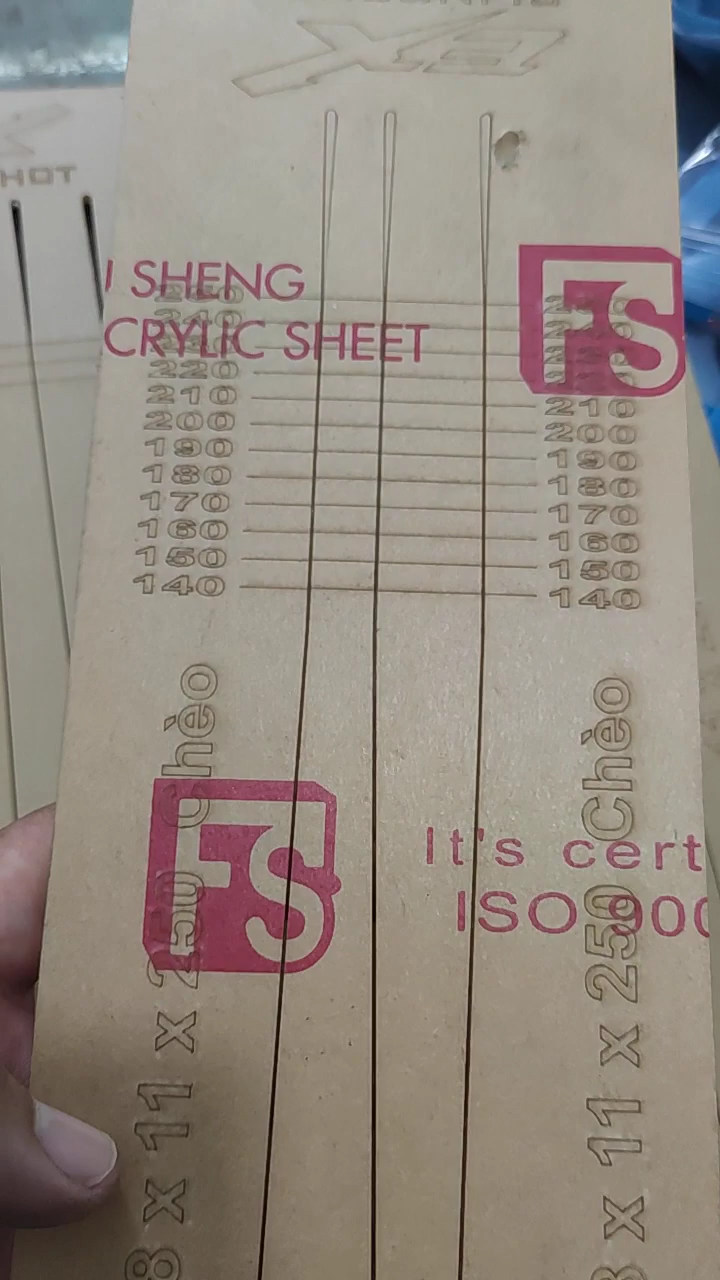 HOT
I SHENG
CRYLIC SHEET
FS
220
210 210
200 200
190 190
180 180
170 170
160 160
150 150
140 140
8 x 11 x 250 Chèo
x 11 x 250 Chèo
FS
It's cert
ISO 900